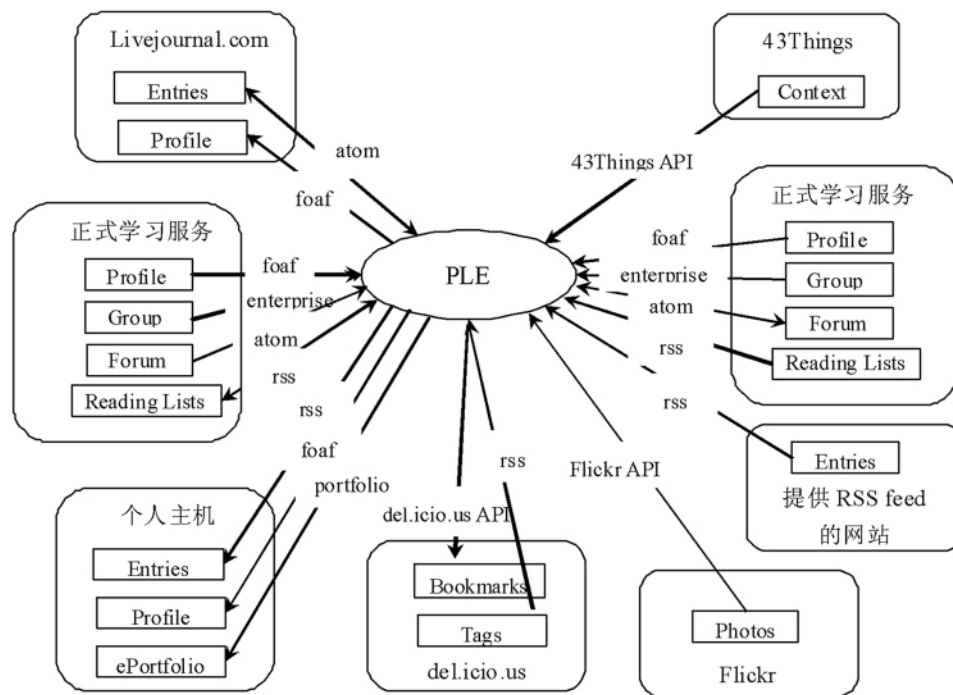 Livejournal.com
Entries
Profile
atom
foaf
43Things
Context
43Things API
正式学习服务
Profile
Group
Forum
Reading Lists
foaf
enterprise
atom
rss
PLE
正式学习服务
Profile
Group
Forum
Reading Lists
foaf
enterprise
atom
rss
rss
Entries
提供 RSS feed
的网站
个人主机
Entries
Profile
ePortfolio
rss
foaf
portfolio
del.icio.us API
rss
Bookmarks
Tags
del.icio.us
Flickr API
Photos
Flickr